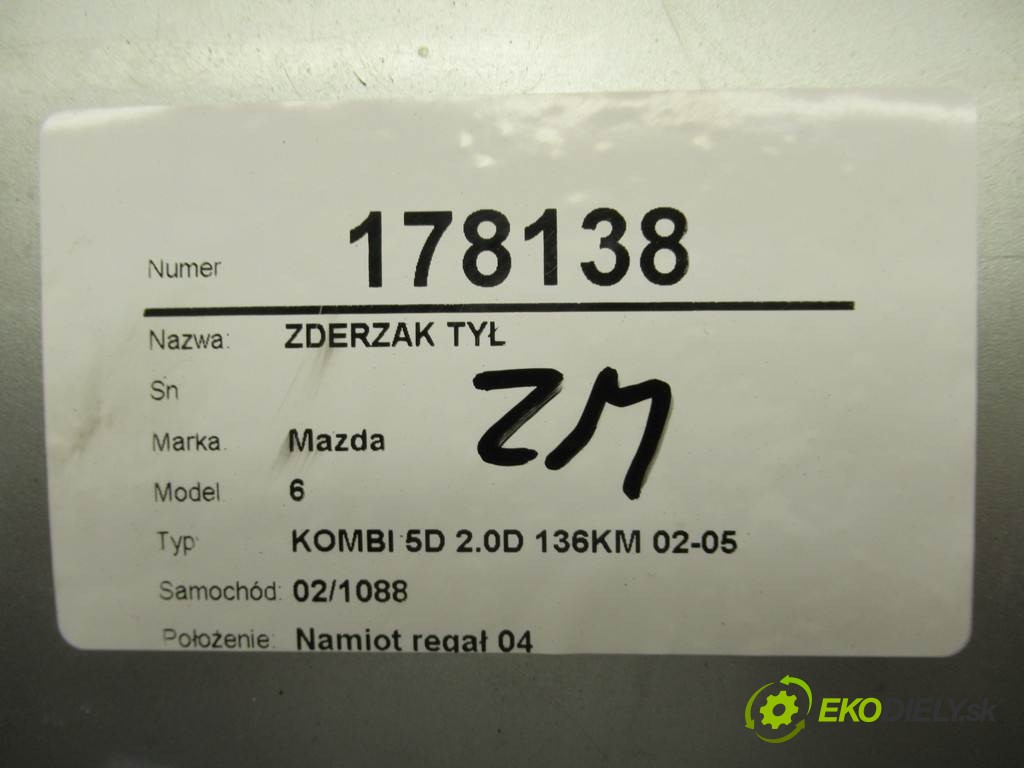 Numer 178138
Nazwa: ZDERZAK TYŁ
Sn
ZM
Marka: Mazda
Model: 6
Typ KOMBI 5D 2.0D 136KM 02-05
Samochód: 02/1088
Położenie: Namiot regał 04
EKODIELY.sk